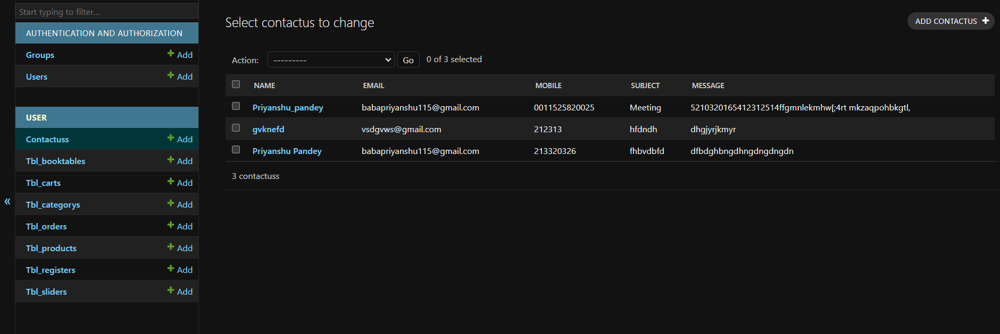 Start typing to filter...
AUTHENTICATION AND AUTHORIZATION
Groups Add
Users Add
USER
Contactuss Add
Tbl_booktables Add
Tbl_carts Add
Tbl_categorys Add
Tbl_orders Add
Tbl_products Add
Tbl_registers Add
Tbl_sliders Add
«
Select contactus to change
ADD CONTACTUS +
Action: --------- Go 0 of 3 selected
NAME EMAIL MOBILE SUBJECT MESSAGE
Priyanshu_pandey babapriyanshu115@gmail.com 0011525820025 Meeting 5210320165412312514ffgmnlekmhw[;4rt mkzaqpohbkgtl,
gvknefd vsdgvws@gmail.com 212313 hfdndh dhgjyrjkmyr
Priyanshu Pandey babapriyanshu115@gmail.com 213320326 fhbvdbfd dfbdghbngdhngdngdngdn
3 contactuss